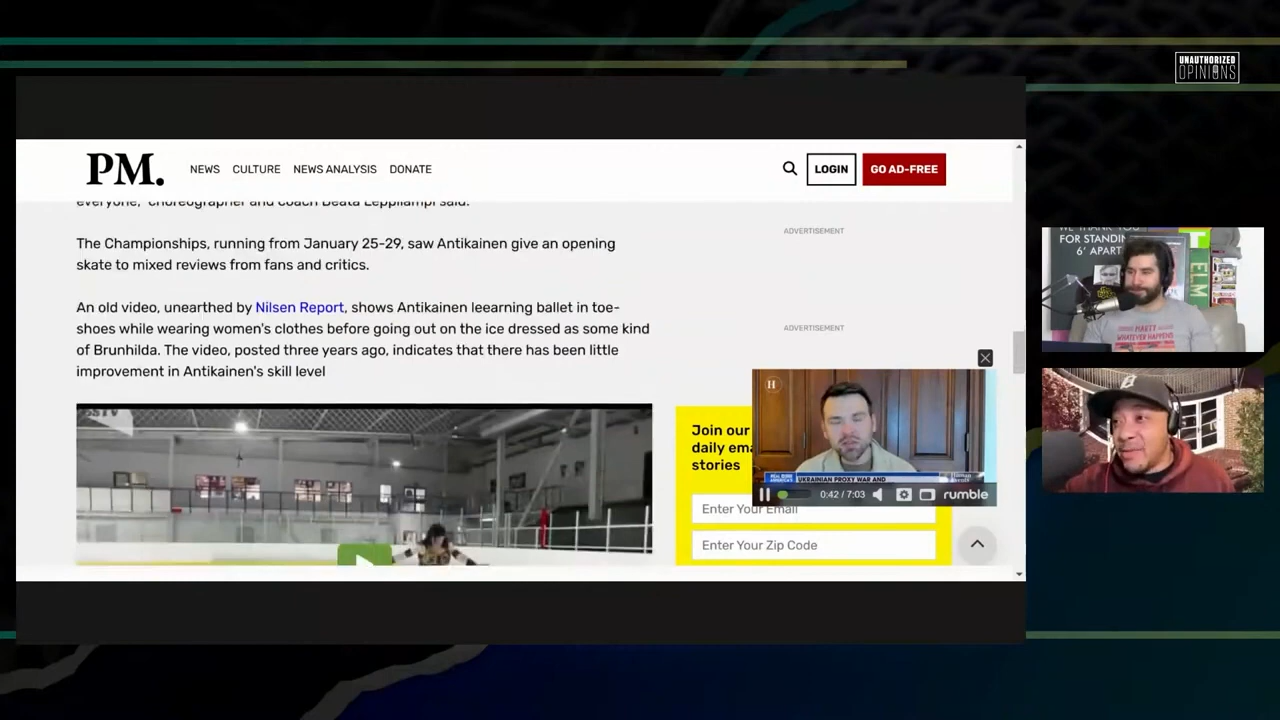 UNAUTHORIZED
OPINIONS
PM.
NEWS CULTURE NEWS ANALYSIS DONATE
LOGIN GO AD-FREE
everyone," choreographer and coach Beata Leppilampi said.
ADVERTISEMENT
The Championships, running from January 25-29, saw Antikainen give an opening
skate to mixed reviews from fans and critics.
An old video, unearthed by Nilsen Report, shows Antikainen leearning ballet in toe-
shoes while wearing women's clothes before going out on the ice dressed as some kind
of Brunhilda. The video, posted three years ago, indicates that there has been little
improvement in Antikainen's skill level
ADVERTISEMENT
H
UKRAINIAN PROXY WAR AND
0:42 / 7:03 rumble
Join our
daily ema
stories
Enter Your Email
Enter Your Zip Code
WE THANK YOU
FOR STANDIN
6' APART
ELM
MARTY
WHATEVER HAPPENS